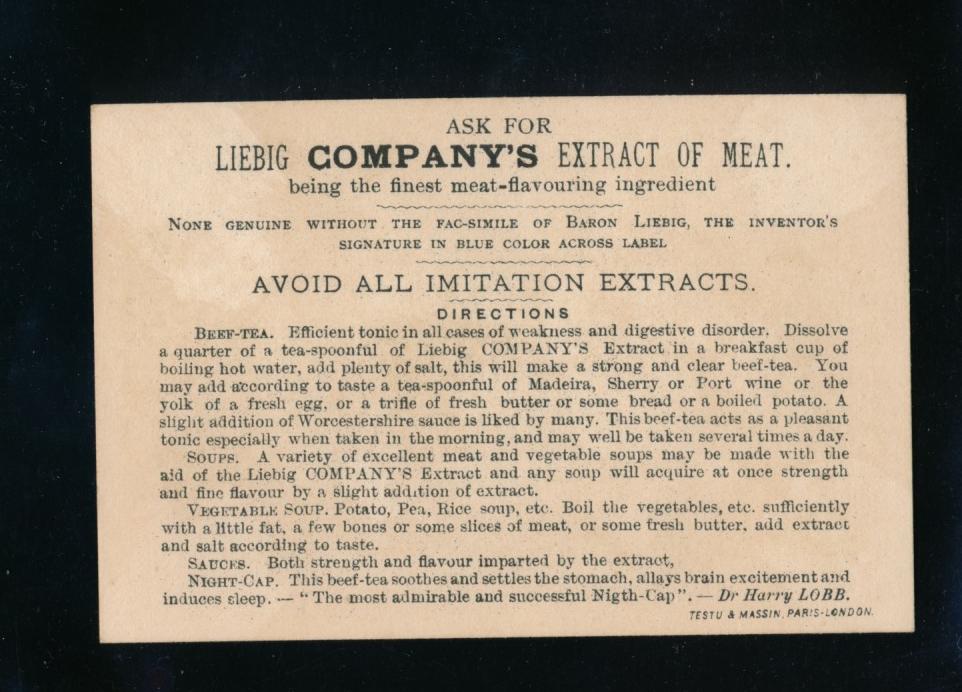 ASK FOR
LIEBIG COMPANY'S EXTRACT OF MEAT.
being the finest meat-flavouring ingredient
NONE GENUINE WITHOUT THE FAC-SIMILE OF BARON LIEBIG, THE INVENTOR'S
SIGNATURE IN BLUE COLOR ACROSS LABEL
AVOID ALL IMITATION EXTRACTS.
DIRECTIONS
BEEF-TEA. Efficient tonic in all cases of weakness and digestive disorder. Dissolve
a quarter of a tea-spoonful of Liebig COMPANY'S Extract in a breakfast cup of
boiling hot water, add plenty of salt, this will make a strong and clear beef-tea. You
may add according to taste a tea-spoonful of Madeira, Sherry or Port wine or the
yolk of a fresh egg, or a trifle of fresh butter or some bread or a boiled potato. A
slight addition of Worcestershire sauce is liked by many. This beef-tea acts as a pleasant
tonic especially when taken in the morning, and may well be taken several times a day.
SOUPS. A variety of excellent meat and vegetable soups may be made with the
aid of the Liebig COMPANY'S Extract and any soup will acquire at once strength
and fine flavour by a slight addition of extract.
VEGETABLE SOUP. Potato, Pea, Rice soup, etc. Boil the vegetables, etc. sufficiently
with a little fat, a few bones or some slices of meat, or some fresh butter, add extract
and salt according to taste.
SAUCES. Both strength and flavour imparted by the extract,
NIGHT-CAP. This beef-tea soothes and settles the stomach, allays brain excitement and
induces sleep. — "The most admirable and successful Nigth-Cap". — Dr Harry LOBB.
TESTU & MASSIN, PARIS-LONDON.